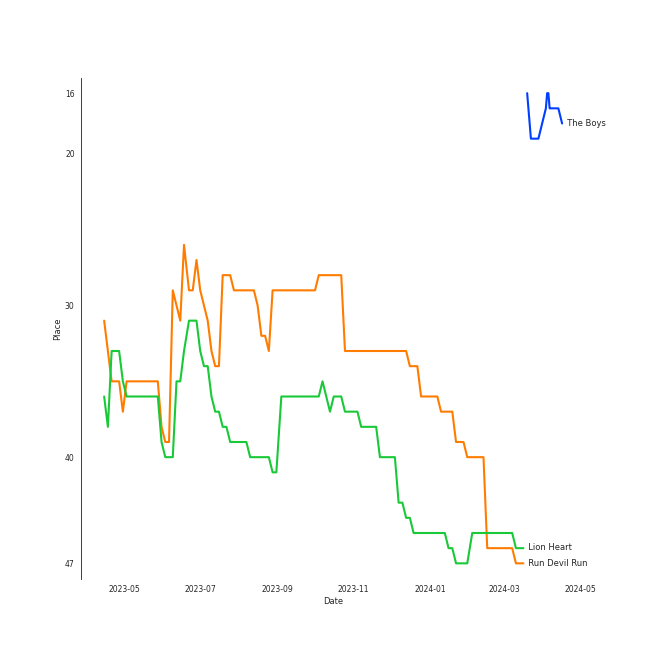 16
The Boys
20
30
Place
40
Lion Heart
Run Devil Run
47
2023-05
2023-07
2023-09
2023-11
2024-01
2024-03
2024-05
Date